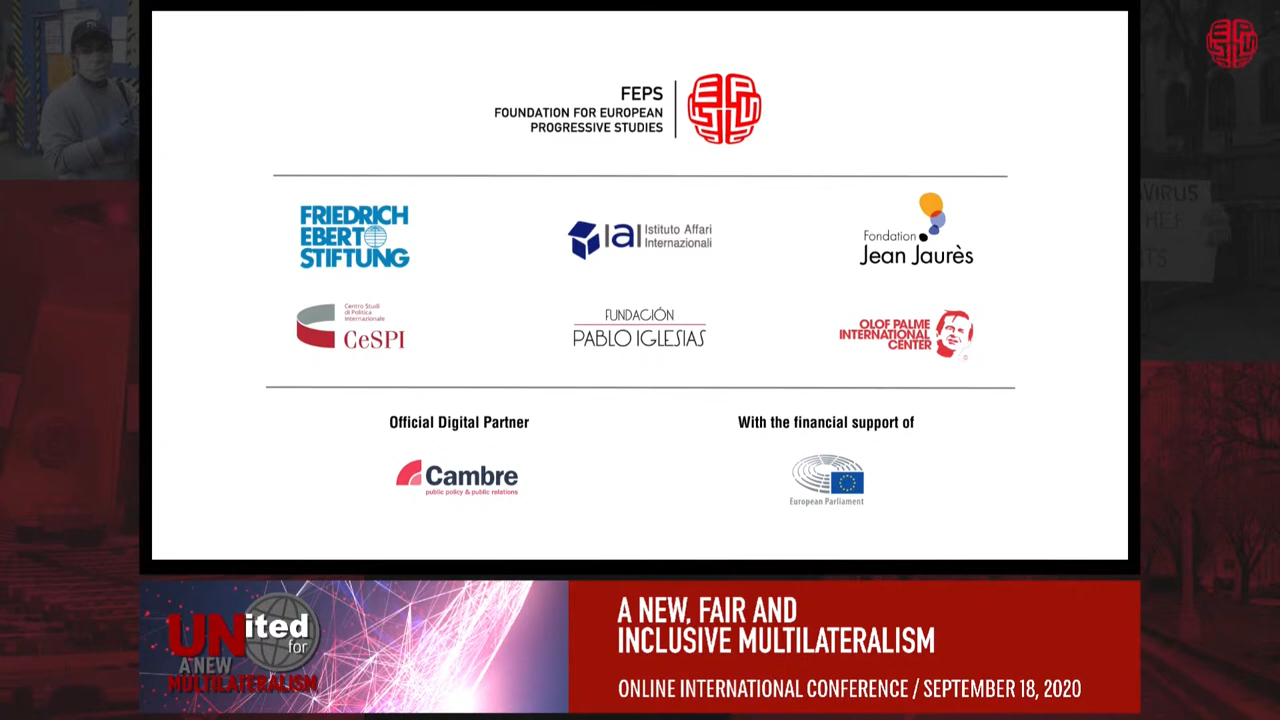 FEPS
FOUNDATION FOR EUROPEAN
PROGRESSIVE STUDIES
FRIEDRICH
EBERT
STIFTUNG
IAI Istituto Affari
Internazionali
Fondation
Jean Jaurès
Centro Studi
di Politica
Internazionale
CeSPI
FUNDACIÓN
PABLO IGLESIAS
OLOF PALME
INTERNATIONAL
CENTER
Official Digital Partner
With the financial support of
Cambre
public policy & public relations
European Parliament
VIRUS
UNited
for
A NEW
MULTILATERALISM
A NEW, FAIR AND
INCLUSIVE MULTILATERALISM
ONLINE INTERNATIONAL CONFERENCE / SEPTEMBER 18, 2020